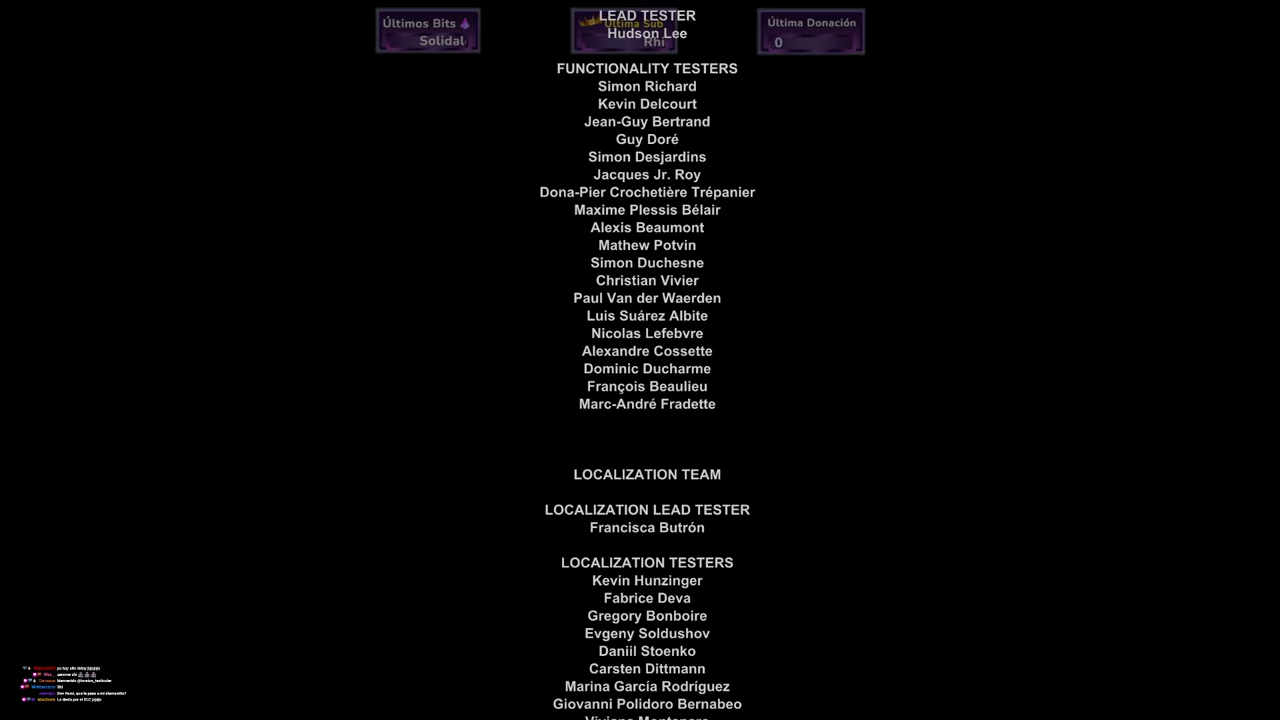 Últimos Bits
Solidal
Última Sub
Rhi
Última Donación
0
LEAD TESTER
Hudson Lee
FUNCTIONALITY TESTERS
Simon Richard
Kevin Delcourt
Jean-Guy Bertrand
Guy Doré
Simon Desjardins
Jacques Jr. Roy
Dona-Pier Crochetière Trépanier
Maxime Plessis Bélair
Alexis Beaumont
Mathew Potvin
Simon Duchesne
Christian Vivier
Paul Van der Waerden
Luis Suárez Albite
Nicolas Lefebvre
Alexandre Cossette
Dominic Ducharme
François Beaulieu
Marc-André Fradette
LOCALIZATION TEAM
LOCALIZATION LEAD TESTER
Francisca Butrón
LOCALIZATION TESTERS
Kevin Hunzinger
Fabrice Deva
Gregory Bonboire
Evgeny Soldushov
Daniil Stoenko
Carsten Dittmann
Marina García Rodríguez
Giovanni Polidoro Bernabeo